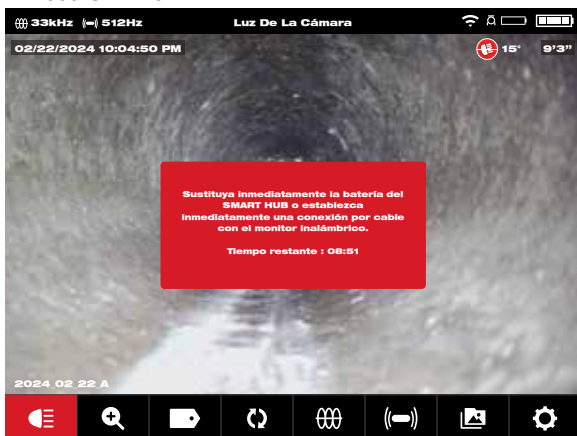 33kHz 512Hz Luz De La Cámara
02/22/2024 10:04:50 PM 15° 9'3"
Sustituya inmediatamente la batería del
SMART HUB o establezca
inmediatamente una conexión por cable
con el monitor inalámbrico.
Tiempo restante : 08:51
2024 02 22 A